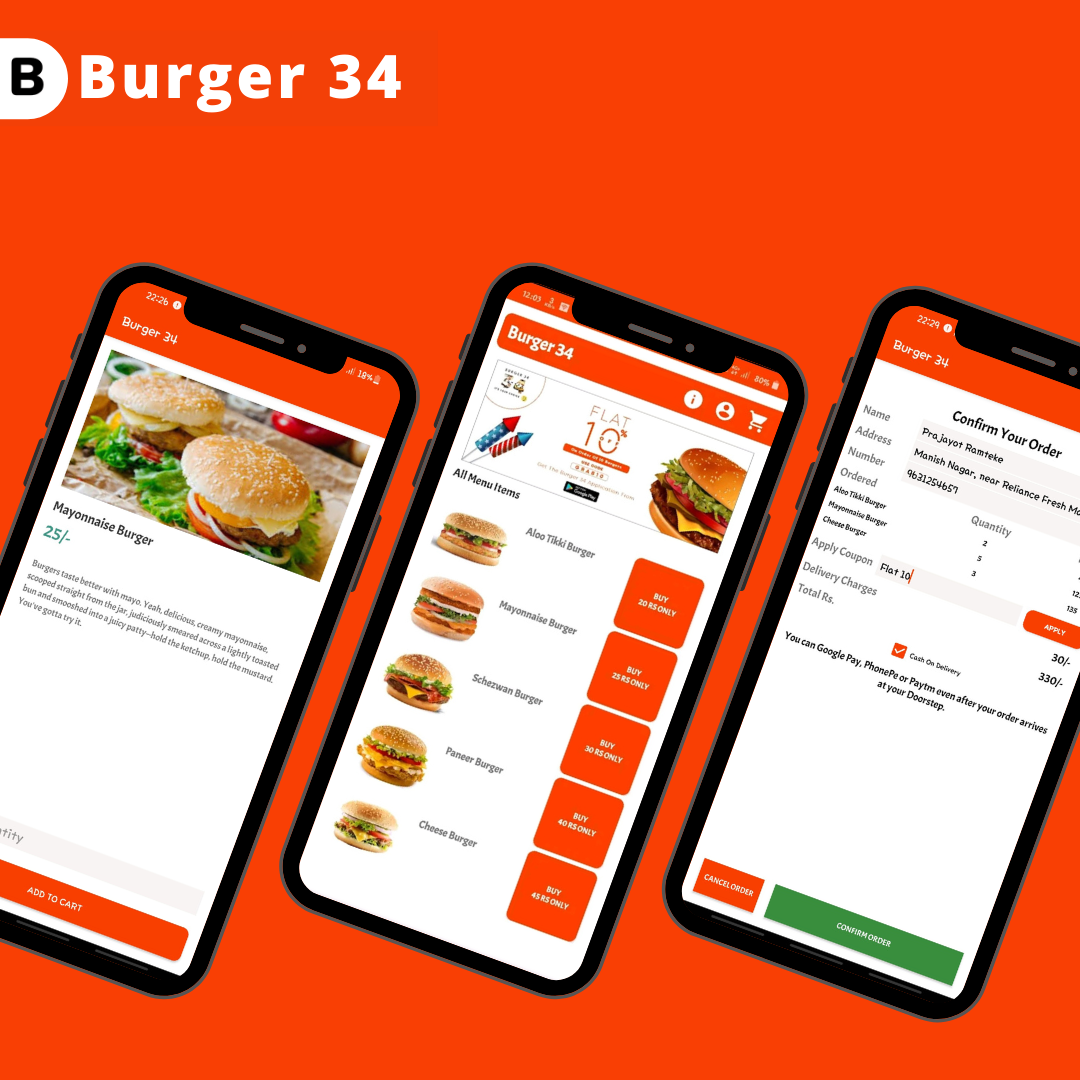 B Burger 34
22:26
18%
Burger 34
Mayonnaise Burger
25/-
Burgers taste better with mayo. Yeah, delicious, creamy mayonnaise,
scooped straight from the jar, judiciously smeared across a lightly toasted
bun and smooshed into a juicy patty—hold the ketchup, hold the mustard.
You've gotta try it.
ADD TO CART
12:03
80%
Burger 34
BURGER 34
FLAT
10%
Get The Burger 34 Application From
Google Play
All Menu Items
Aloo Tikki Burger
BUY
20 RS ONLY
Mayonnaise Burger
BUY
25 RS ONLY
Schezwan Burger
BUY
30 RS ONLY
Paneer Burger
BUY
40 RS ONLY
Cheese Burger
BUY
45 RS ONLY
22:29
Burger 34
Confirm Your Order
Name Prajayot Ramteke
Address Manish Nagar, near Reliance Fresh
Number 9631254657
Ordered Quantity
Aloo Tikki Burger 2
Mayonnaise Burger 5
Cheese Burger 3 135
Apply Coupon Flat 10
APPLY
Delivery Charges 30/-
Total Rs. 330/-
Cash On Delivery
You can Google Pay, PhonePe or Paytm even after your order arrives
at your Doorstep.
CANCEL ORDER
CONFIRM ORDER